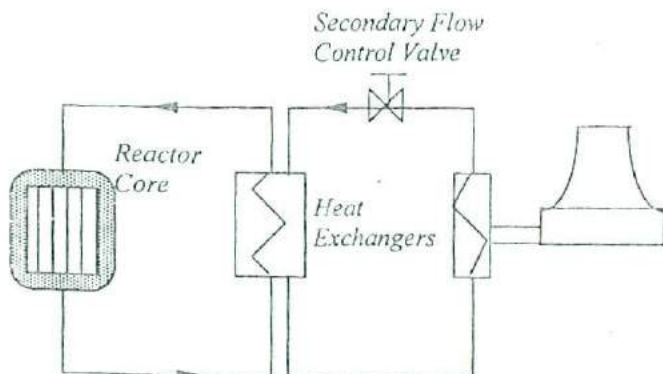 Secondary Flow
Control Valve
Reactor
Core
Heat
Exchangers